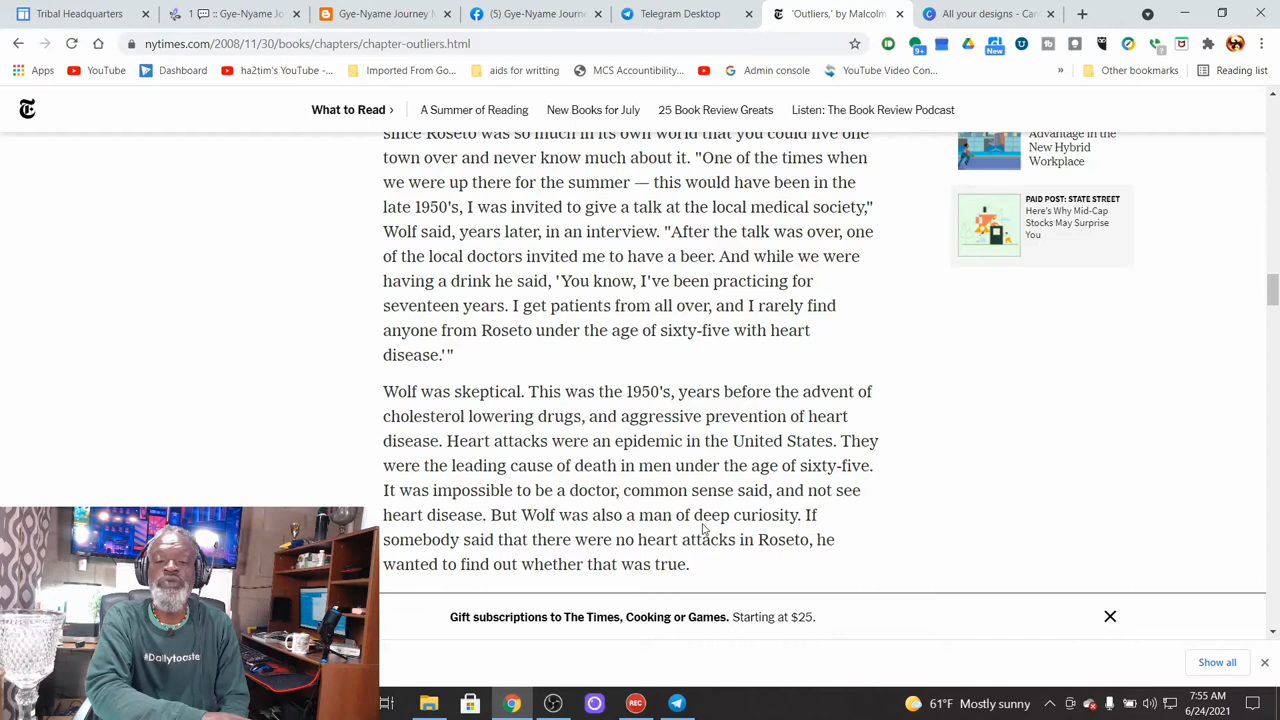 Tribal Headquarters
1 💬 :: Gye-Nyame Jo
Gye-Nyame Journey
(5) Gye-Nyame Journ
Telegram Desktop
'Outliers,' by Malcolm
All your designs - Can
nytimes.com/2008/11/30/books/chapters/chapter-outliers.html
9+
New
Apps
YouTube
Dashboard
ha2tim's YouTube -...
Imported From Go...
aids for writting
MCS Accountibility...
Admin console
YouTube Video Con...
»
Other bookmarks
Reading list
What to Read ›
A Summer of Reading
New Books for July
25 Book Review Greats
Listen: The Book Review Podcast
since Roseto was so much in its own world that you could live one
town over and never know much about it. "One of the times when
we were up there for the summer — this would have been in the
late 1950's, I was invited to give a talk at the local medical society,"
Wolf said, years later, in an interview. "After the talk was over, one
of the local doctors invited me to have a beer. And while we were
having a drink he said, 'You know, I've been practicing for
seventeen years. I get patients from all over, and I rarely find
anyone from Roseto under the age of sixty-five with heart
disease.'"
Wolf was skeptical. This was the 1950's, years before the advent of
cholesterol lowering drugs, and aggressive prevention of heart
disease. Heart attacks were an epidemic in the United States. They
were the leading cause of death in men under the age of sixty-five.
It was impossible to be a doctor, common sense said, and not see
heart disease. But Wolf was also a man of deep curiosity. If
somebody said that there were no heart attacks in Roseto, he
wanted to find out whether that was true.
Advantage in the
New Hybrid
Workplace
PAID POST: STATE STREET
Here's Why Mid-Cap
Stocks May Surprise
You
Gift subscriptions to The Times, Cooking or Games. Starting at $25.
Show all
#Dailytoaster
REC
61°F Mostly sunny
7:55 AM
6/24/2021